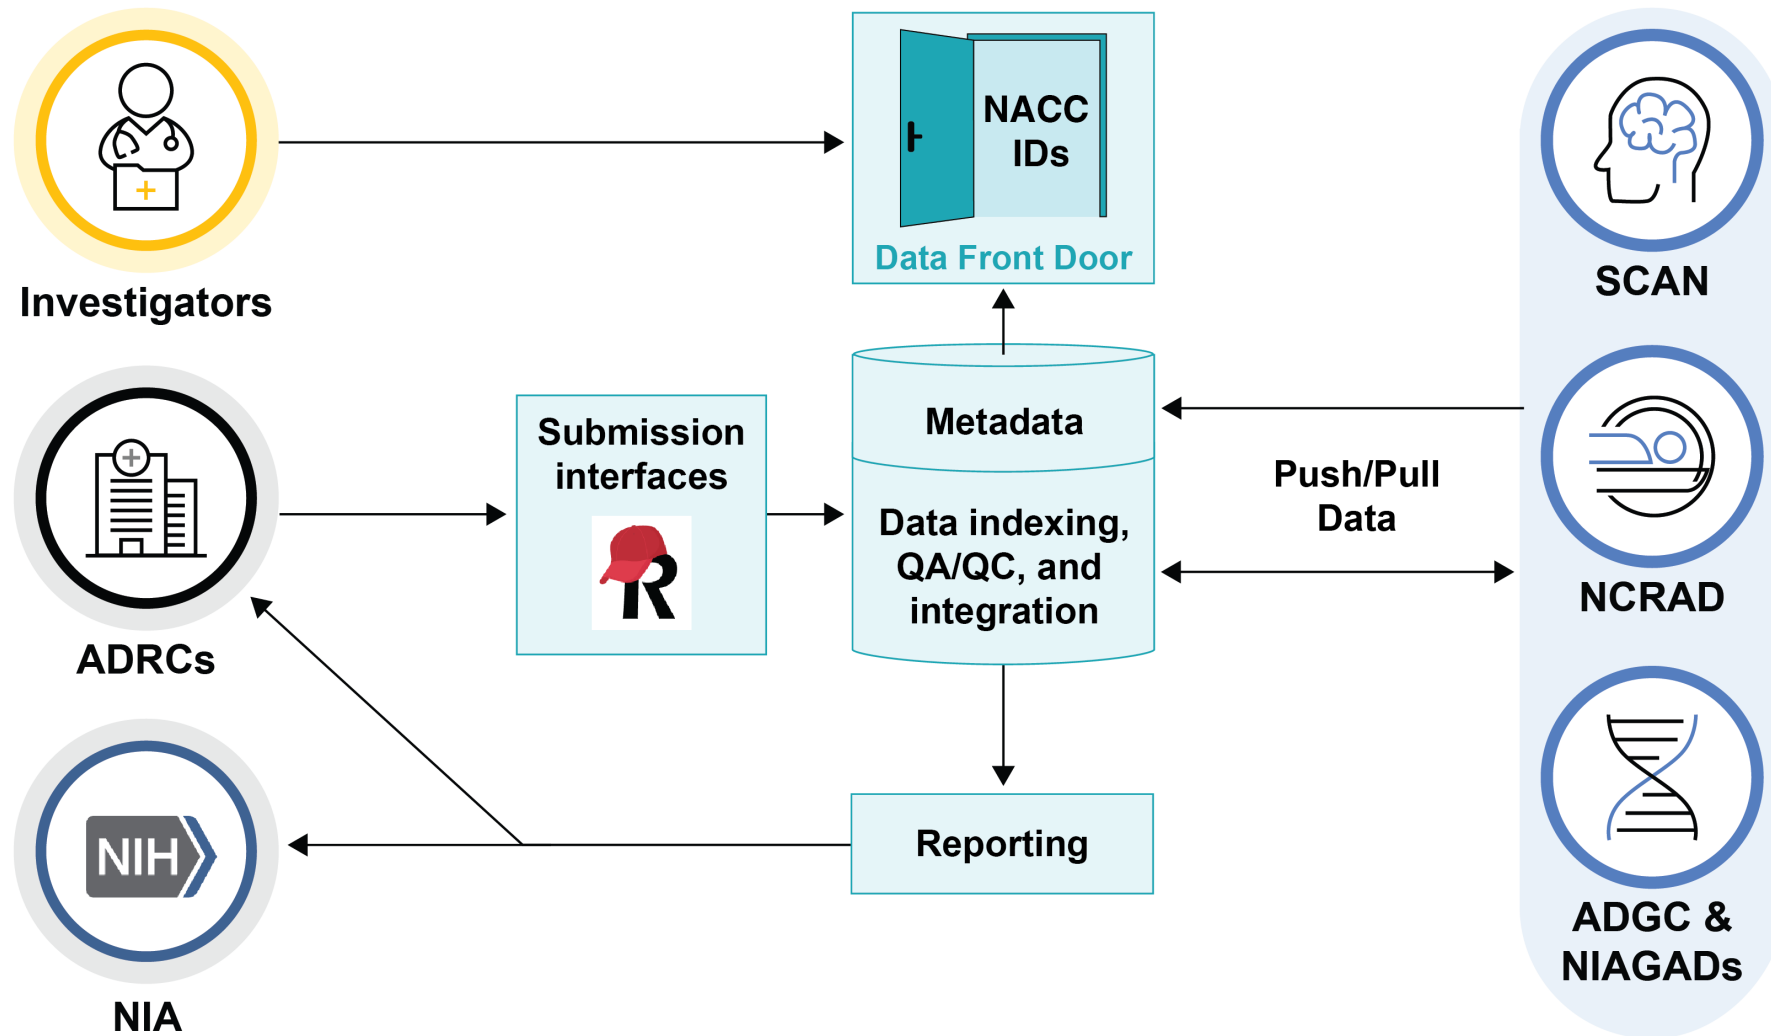 NACC
IDs
Data Front Door
Investigators
SCAN
Submission
interfaces
R
Metadata
Data indexing,
QA/QC, and
integration
Push/Pull
Data
NCRAD
ADRCs
NIH
NIA
Reporting
ADGC &
NIAGADs